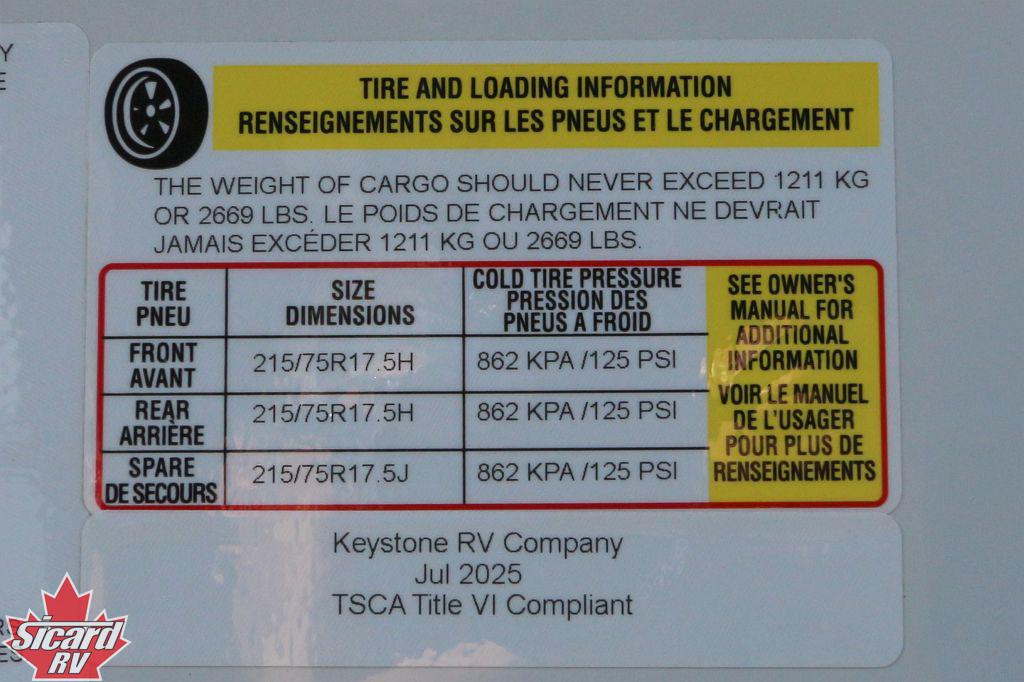 Y
E
TIRE AND LOADING INFORMATION
RENSEIGNEMENTS SUR LES PNEUS ET LE CHARGEMENT
THE WEIGHT OF CARGO SHOULD NEVER EXCEED 1211 KG
OR 2669 LBS. LE POIDS DE CHARGEMENT NE DEVRAIT
JAMAIS EXCÉDER 1211 KG OU 2669 LBS.
TIRE
PNEU
SIZE
DIMENSIONS
COLD TIRE PRESSURE
PRESSION DES
PNEUS A FROID
FRONT
AVANT
215/75R17.5H
862 KPA /125 PSI
REAR
ARRIÈRE
215/75R17.5H
862 KPA /125 PSI
SPARE
DE SECOURS
215/75R17.5J
862 KPA /125 PSI
SEE OWNER'S
MANUAL FOR
ADDITIONAL
INFORMATION
VOIR LE MANUEL
DE L'USAGER
POUR PLUS DE
RENSEIGNEMENTS
Keystone RV Company
Jul 2025
TSCA Title VI Compliant
Sicard
RV